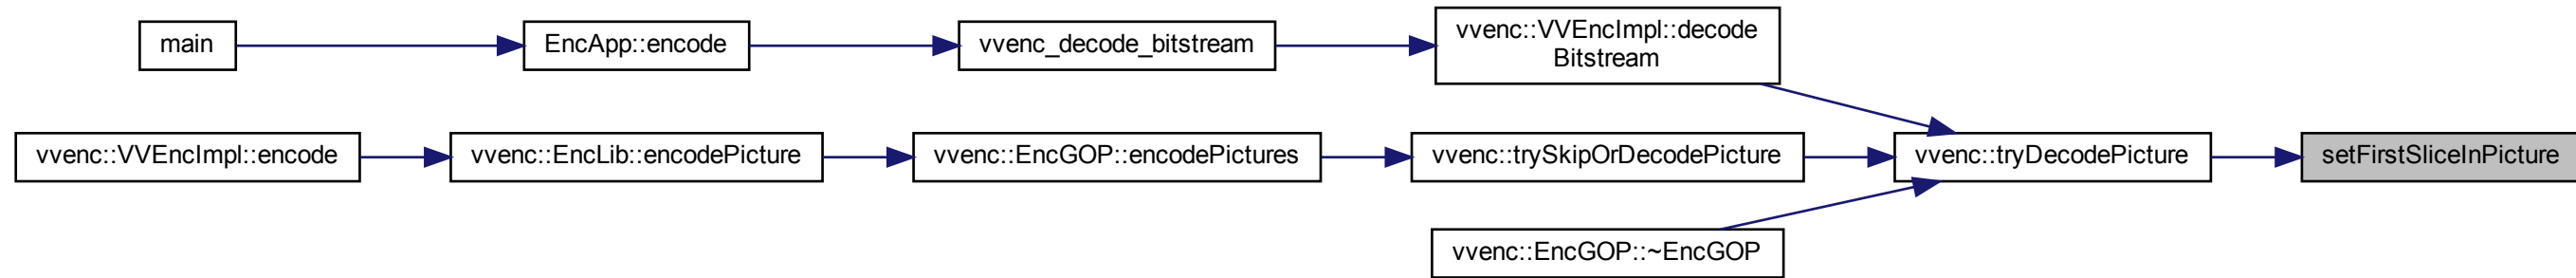 main
EncApp::encode
vvenc_decode_bitstream
vvenc::VVEncImpl::decode
Bitstream
vvenc::VVEncImpl::encode
vvenc::EncLib::encodePicture
vvenc::EncGOP::encodePictures
vvenc::trySkipOrDecodePicture
vvenc::tryDecodePicture
setFirstSliceInPicture
vvenc::EncGOP::~EncGOP